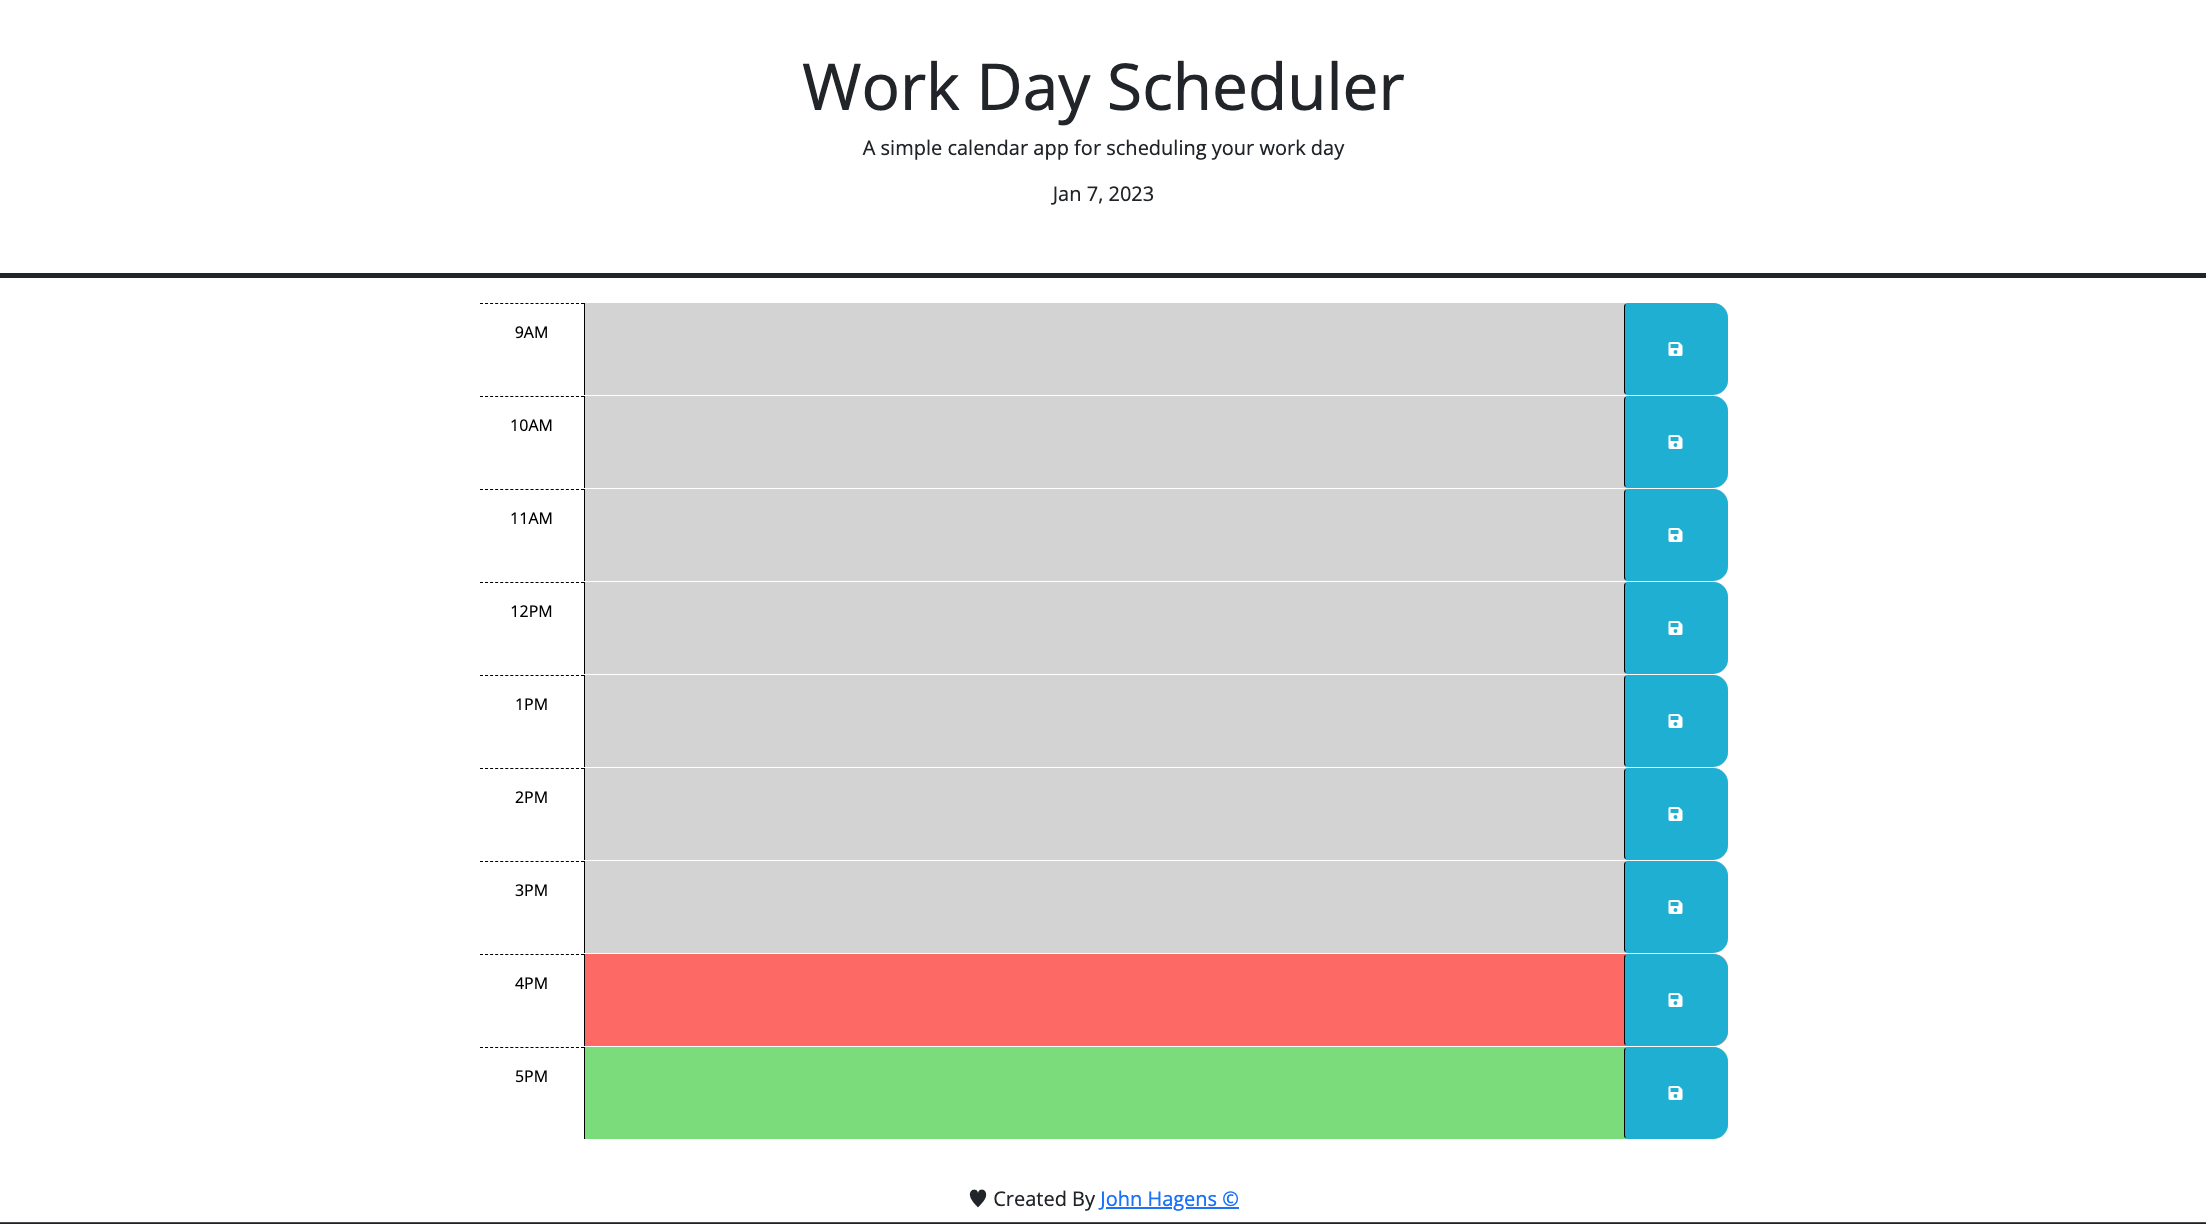 Work Day Scheduler
A simple calendar app for scheduling your work day
Jan 7, 2023
9AM
10AM
11AM
12PM
1PM
2PM
3PM
4PM
5PM
♥ Created By John Hagens ©